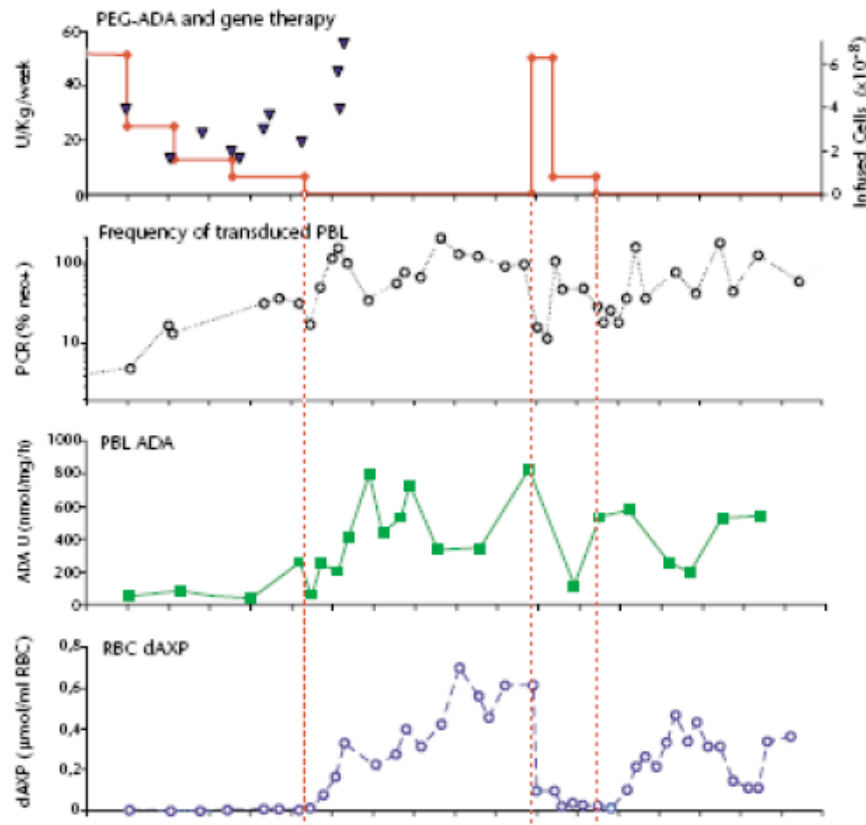 PEG-ADA and gene therapy
U/Kg/week
60
40
20
0
Infused Cells (x10⁻⁸)
6
4
2
0
Frequency of transduced PBL
PCR (% neo+)
100
10
PBL ADA
ADA U (nmol/mg/h)
1000
800
600
400
200
0
RBC dAXP
dAXP (µmol/ml RBC)
0,8
0,6
0,4
0,2
0